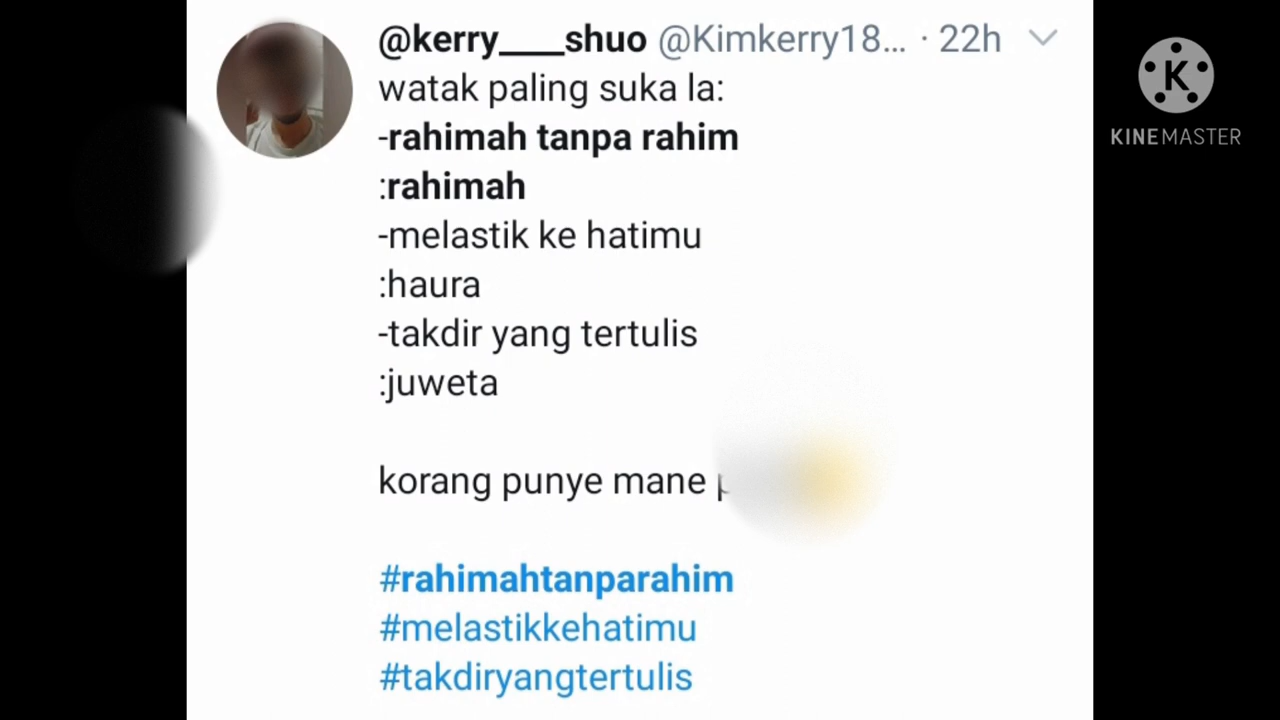 @kerry____shuo @Kimkerry18... · 22h
watak paling suka la:
-rahimah tanpa rahim
:rahimah
-melastik ke hatimu
:haura
-takdir yang tertulis
:juweta
korang punye mane
#rahimahtanparahim
#melastikkehatimu
#takdiryangtertulis
K
KINEMASTER